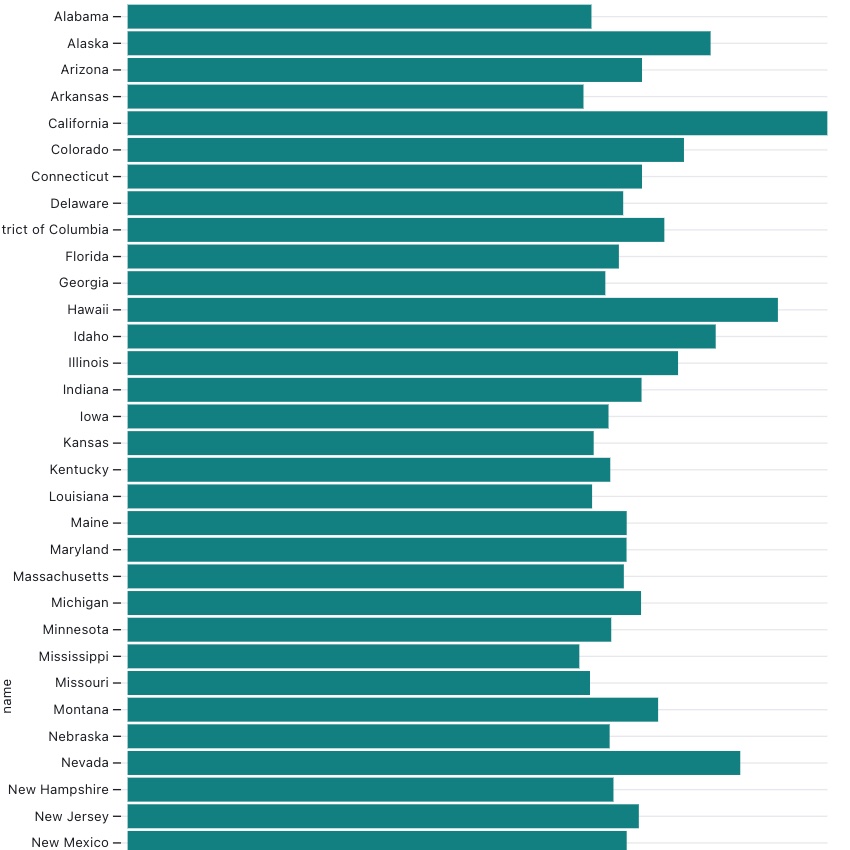 Alabama
Alaska
Arizona
Arkansas
California
Colorado
Connecticut
Delaware
trict of Columbia
Florida
Georgia
Hawaii
Idaho
Illinois
Indiana
Iowa
Kansas
Kentucky
Louisiana
Maine
Maryland
Massachusetts
Michigan
Minnesota
Mississippi
Missouri
name
Montana
Nebraska
Nevada
New Hampshire
New Jersey
New Mexico